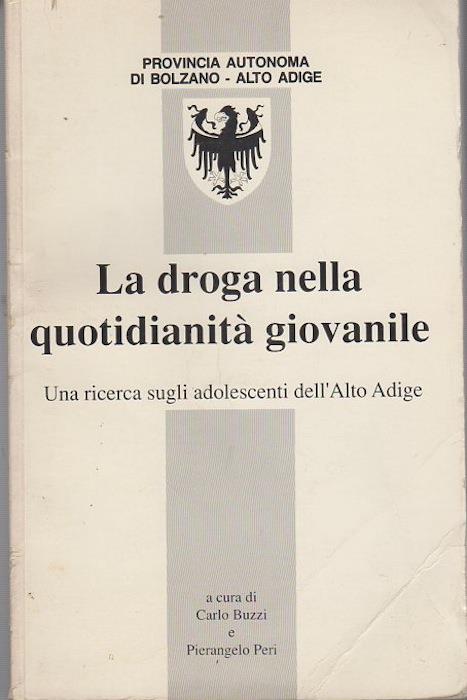 PROVINCIA AUTONOMA
DI BOLZANO - ALTO ADIGE
La droga nella
quotidianità giovanile
Una ricerca sugli adolescenti dell'Alto Adige
a cura di
Carlo Buzzi
e
Pierangelo Peri